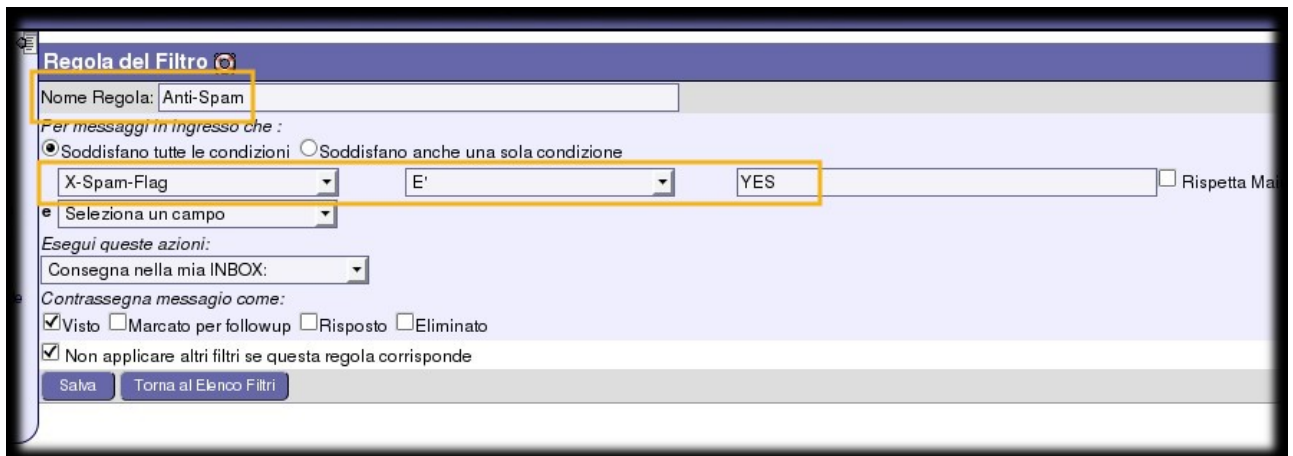 Regola del Filtro
Nome Regola: Anti-Spam
Per messaggi in ingresso che :
Soddisfano tutte le condizioni Soddisfano anche una sola condizione
X-Spam-Flag E' YES Rispetta Mai
e Seleziona un campo
Esegui queste azioni:
Consegna nella mia INBOX:
Contrassegna messagio come:
Visto Marcato per followup Risposto Eliminato
Non applicare altri filtri se questa regola corrisponde
Salva Torna al Elenco Filtri